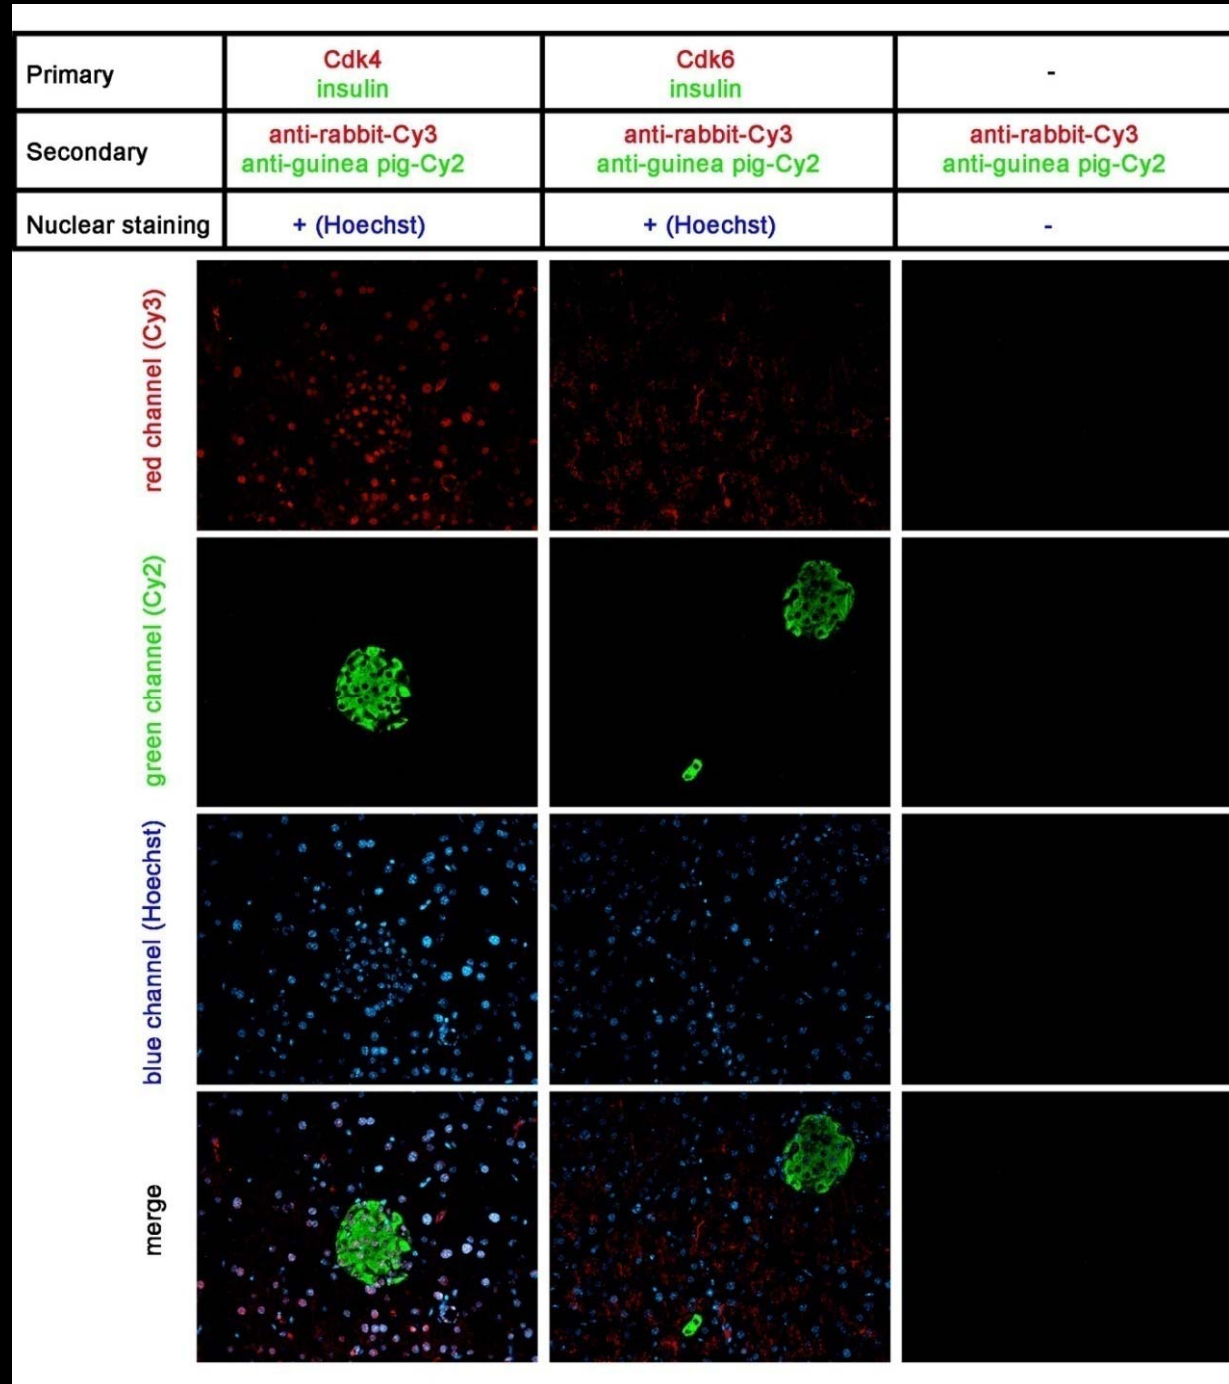 Primary
Cdk4
insulin
Cdk6
insulin
-
Secondary
anti-rabbit-Cy3
anti-guinea pig-Cy2
anti-rabbit-Cy3
anti-guinea pig-Cy2
anti-rabbit-Cy3
anti-guinea pig-Cy2
Nuclear staining
+ (Hoechst)
+ (Hoechst)
-
red channel (Cy3)
green channel (Cy2)
blue channel (Hoechst)
merge